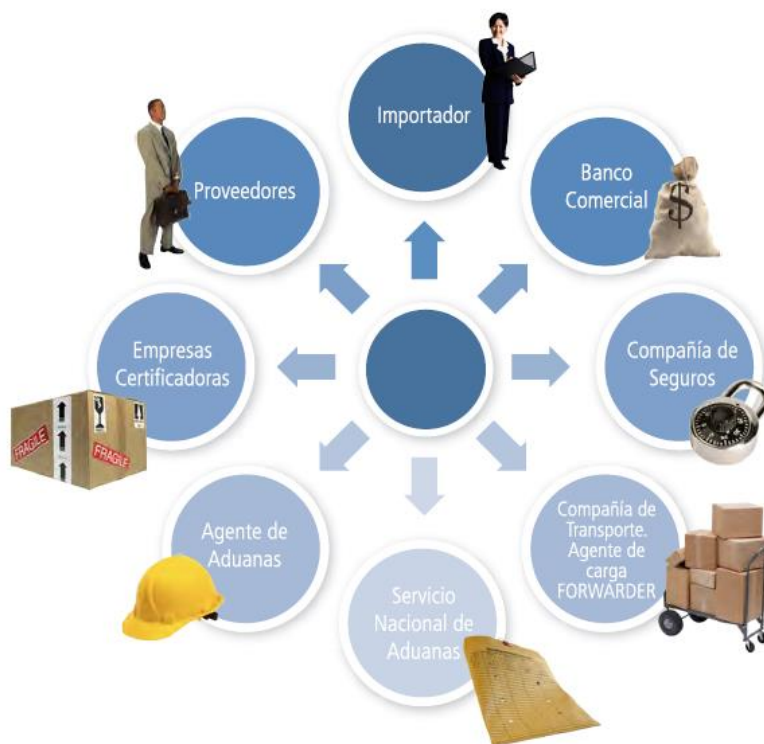 Importador
Banco
Comercial
Compañía de
Seguros
Compañía de
Transporte.
Agente de
carga
FORWARDER
Servicio
Nacional de
Aduanas
Agente de
Aduanas
Empresas
Certificadoras
Proveedores
$
FRAGILE
FRAGILE